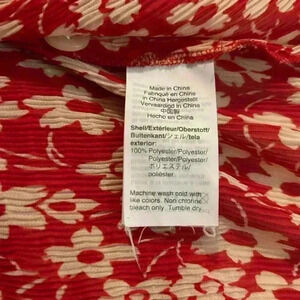 Made in China
Fabriqué en Chine
in China Hergestellt
Vervaardigd in China
中国製
Hecho en China
Shell/Extérieur/Oberstoff/
Buitenkant/シェル/tela
exterior:
100% Polyester/Polyester/
Polyester/Polyester/
ポリエステル/
poliéster
Machine wash cold with
like colors. Non chlorine
bleach only. Tumble dry